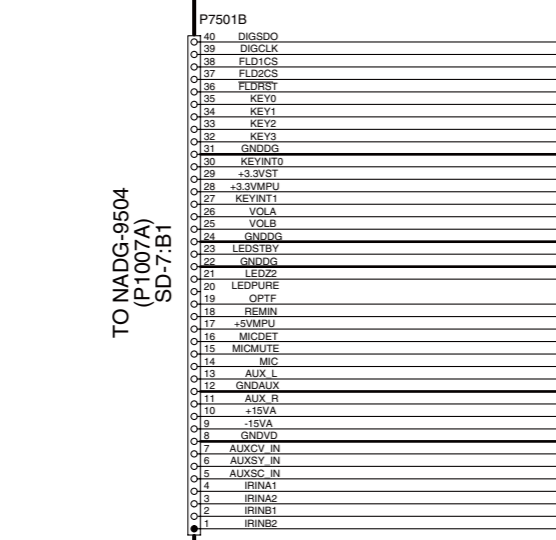 P7501B
40 DIGSDO
39 DIGCLK
38 FLD1CS
37 FLD2CS
36 FLDRST
35 KEY0
34 KEY1
33 KEY2
32 KEY3
31 GNDDG
30 KEYINT0
29 +3.3VST
28 +3.3VMPU
27 KEYINT1
26 VOLA
25 VOLB
24 GNDDG
23 LEDSTBY
22 GNDDG
21 LEDZ2
20 LEDPURE
19 OPTF
18 REMIN
17 +5VMPU
16 MICDET
15 MICMUTE
14 MIC
13 AUX_L
12 GNDAUX
11 AUX_R
10 +15VA
9 -15VA
8 GNDVD
7 AUXCV_IN
6 AUXSY_IN
5 AUXSC_IN
4 IRINA1
3 IRINA2
2 IRINB1
1 IRINB2
TO NADG-9504
(P1007A)
SD-7:B1